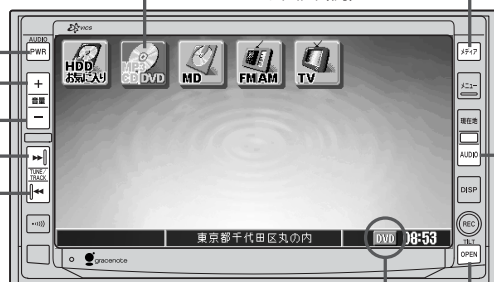 VICS
AUDIO
PWR
+
音量
−
TUNE/
TRACK
HDD
お気に入り
MP3
CD DVD
MD
FM AM
TV
東京都千代田区丸の内
DVD
08:53
gracenote
メディア
メニュー
現在地
AUDIO
DISP
REC
TILT
OPEN